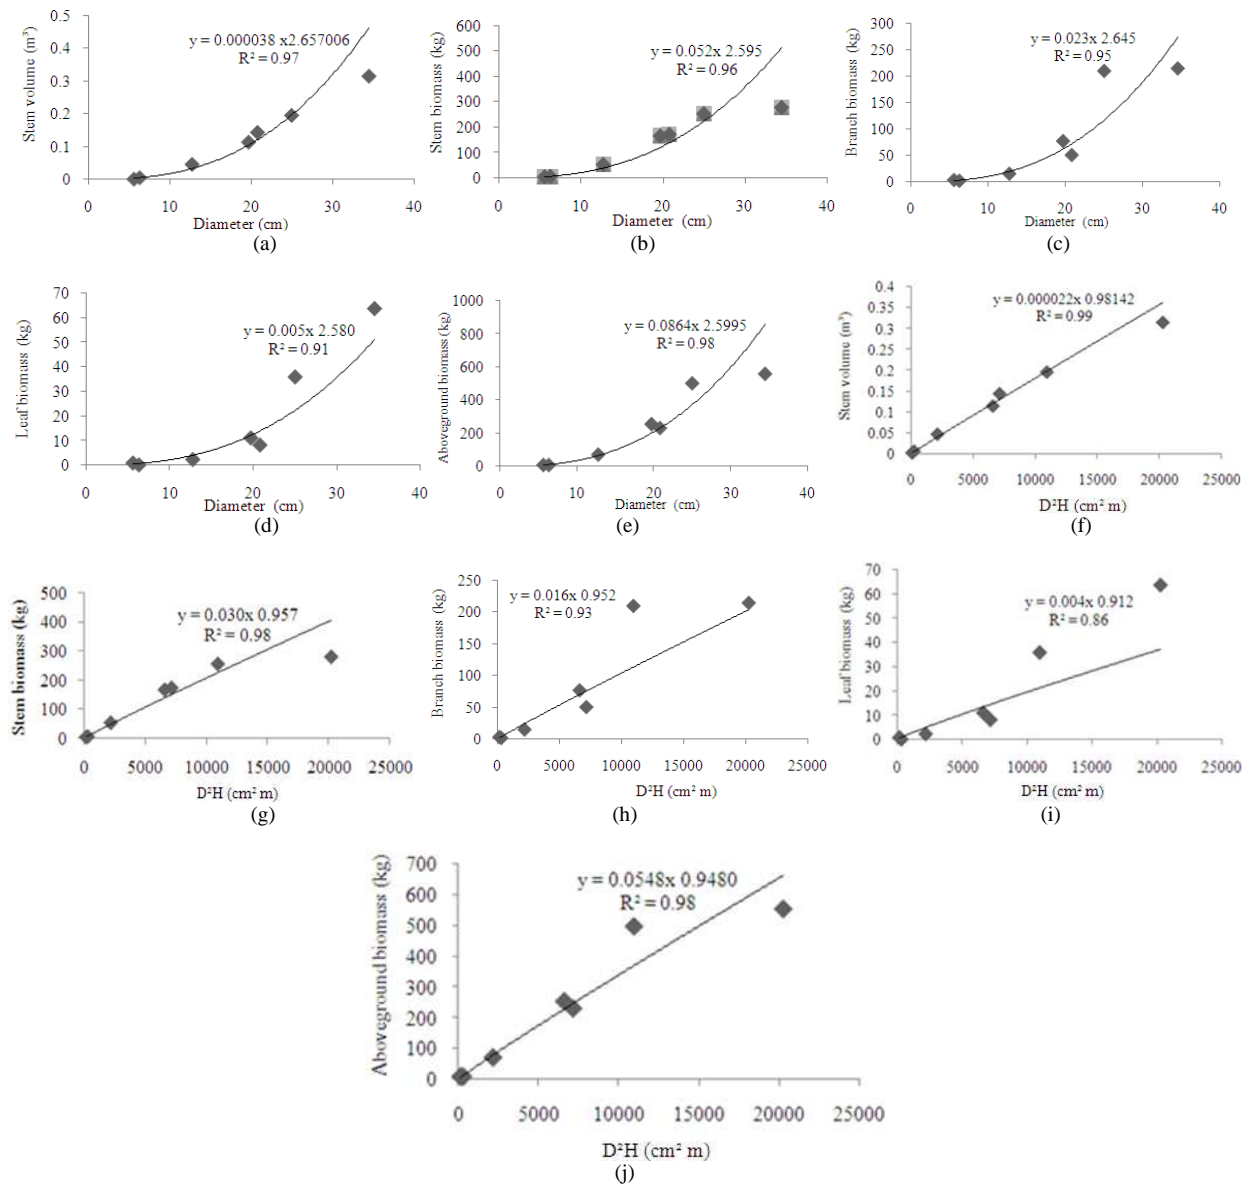 0.5
0.4
0.3
0.2
0.1
0
Stem volume (m³)
y = 0.000038 x2.657006
R² = 0.97
0 10 20 30 40
Diameter (cm)
(a)
600
500
400
300
200
100
0
Stem biomass (kg)
y = 0.052x 2.595
R² = 0.96
0 10 20 30 40
Diameter (cm)
(b)
300
250
200
150
100
50
0
Branch biomass (kg)
y = 0.023x 2.645
R² = 0.95
0 10 20 30 40
Diameter (cm)
(c)
70
60
50
40
30
20
10
0
Leaf biomass (kg)
y = 0.005x 2.580
R² = 0.91
0 10 20 30 40
Diameter (cm)
(d)
1000
800
600
400
200
0
Aboveground biomass (kg)
y = 0.0864x 2.5995
R² = 0.98
0 10 20 30 40
Diameter (cm)
(e)
0.4
0.35
0.3
0.25
0.2
0.15
0.1
0.05
0
Stem volume (m³)
y = 0.000022x 0.98142
R² = 0.99
0 5000 10000 15000 20000 25000
D²H (cm² m)
(f)
500
400
300
200
100
0
Stem biomass (kg)
y = 0.030x 0.957
R² = 0.98
0 5000 10000 15000 20000 25000
D²H (cm² m)
(g)
250
200
150
100
50
0
Branch biomass (kg)
y = 0.016x 0.952
R² = 0.93
0 5000 10000 15000 20000 25000
D²H (cm² m)
(h)
70
60
50
40
30
20
10
0
Leaf biomass (kg)
y = 0.004x 0.912
R² = 0.86
0 5000 10000 15000 20000 25000
D²H (cm² m)
(i)
700
600
500
400
300
200
100
0
Aboveground biomass (kg)
y = 0.0548x 0.9480
R² = 0.98
0 5000 10000 15000 20000 25000
D²H (cm² m)
(j)